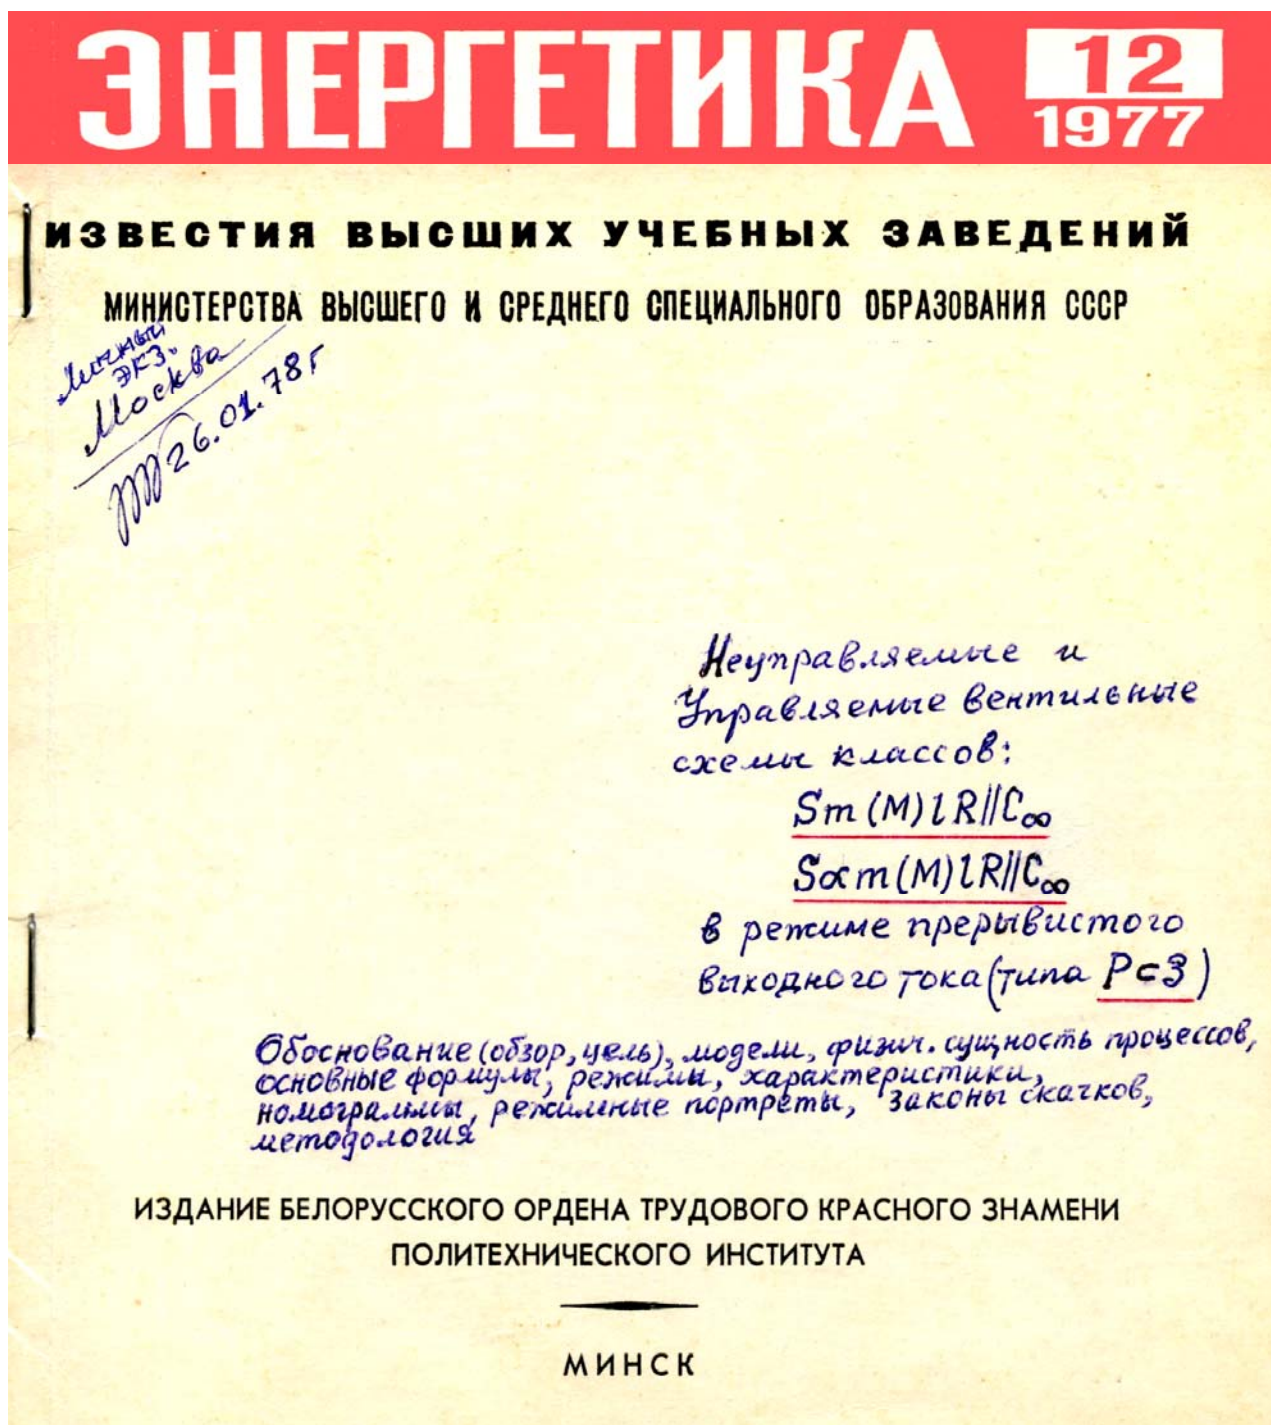 ЭНЕРГЕТИКА 12
1977
ИЗВЕСТИЯ ВЫСШИХ УЧЕБНЫХ ЗАВЕДЕНИЙ
МИНИСТЕРСТВА ВЫСШЕГО И СРЕДНЕГО СПЕЦИАЛЬНОГО ОБРАЗОВАНИЯ СССР
Личный
экз.
Москва
26.01.78г
Неуправляемые и
Управляемые вентильные
схемы классов:
Sm(M)lR||C∞
Sαm(M)lR||C∞
в режиме прерывистого
выходного тока (типа P=3)
Обоснование (обзор, цель), модели, физич. сущность процессов,
основные формулы, режимы, характеристики,
номограммы, режимные портреты, законы скачков,
методология
ИЗДАНИЕ БЕЛОРУССКОГО ОРДЕНА ТРУДОВОГО КРАСНОГО ЗНАМЕНИ
ПОЛИТЕХНИЧЕСКОГО ИНСТИТУТА
МИНСК